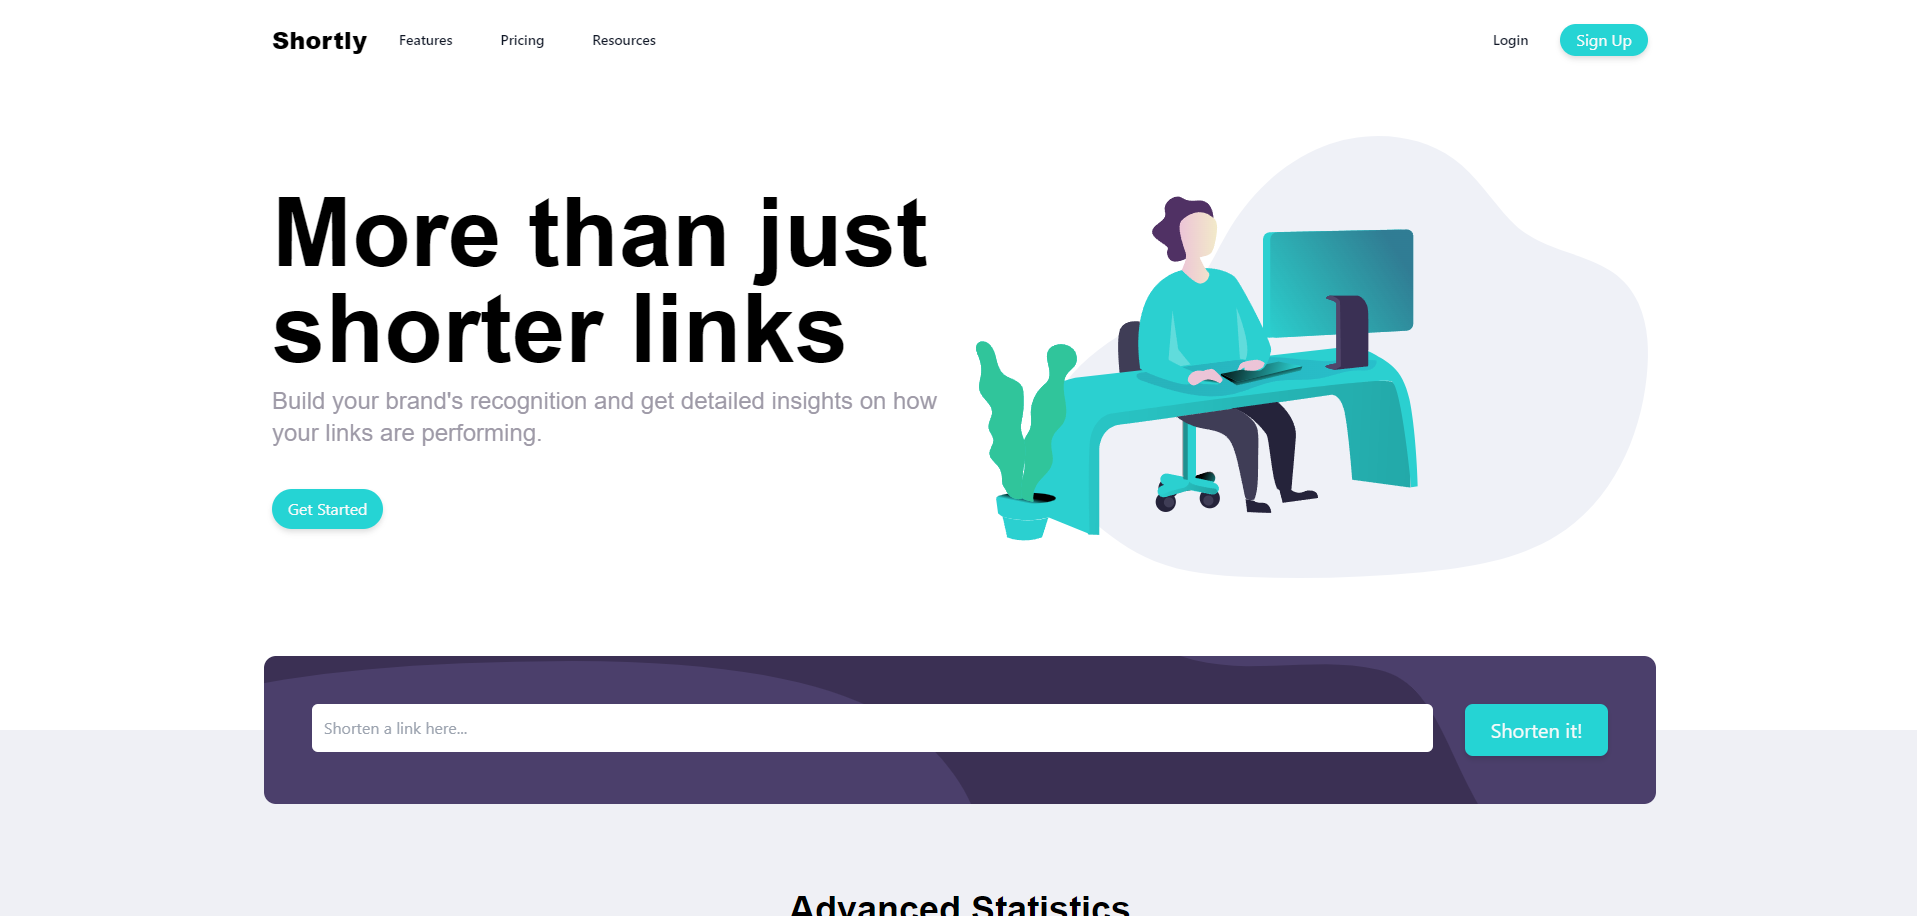 Shortly
Features
Pricing
Resources
Login
Sign Up
More than just
shorter links
Build your brand's recognition and get detailed insights on how
your links are performing.
Get Started
Shorten a link here...
Shorten it!
Advanced Statistics